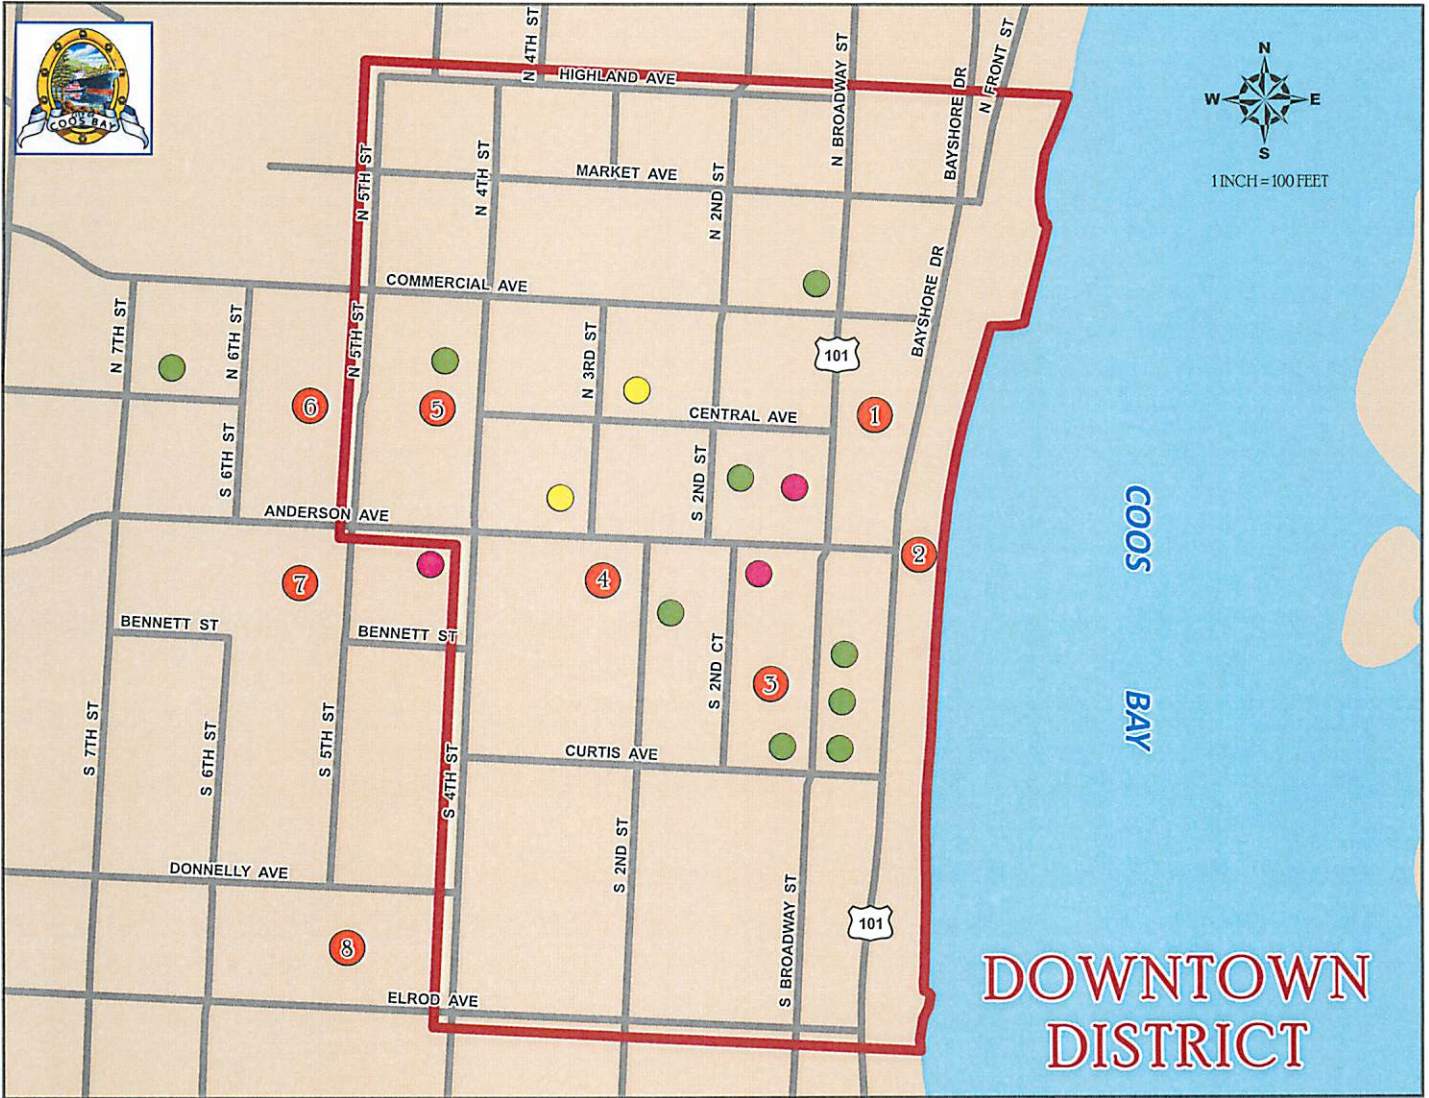 N 4TH ST
HIGHLAND AVE
N BROADWAY ST
BAYSHORE DR
N FRONT ST
N
W
E
S
1 INCH = 100 FEET
COOS BAY
N 5TH ST
N 4TH ST
MARKET AVE
N 2ND ST
COMMERCIAL AVE
BAYSHORE DR
N 7TH ST
N 6TH ST
N 5TH ST
N 3RD ST
101
6
5
CENTRAL AVE
1
S 6TH ST
S 2ND ST
ANDERSON AVE
COOS
BAY
7
4
2
BENNETT ST
BENNETT ST
S 2ND CT
3
S 7TH ST
S 6TH ST
S 5TH ST
S 4TH ST
CURTIS AVE
DONNELLY AVE
S 2ND ST
S BROADWAY ST
101
8
ELROD AVE
DOWNTOWN
DISTRICT